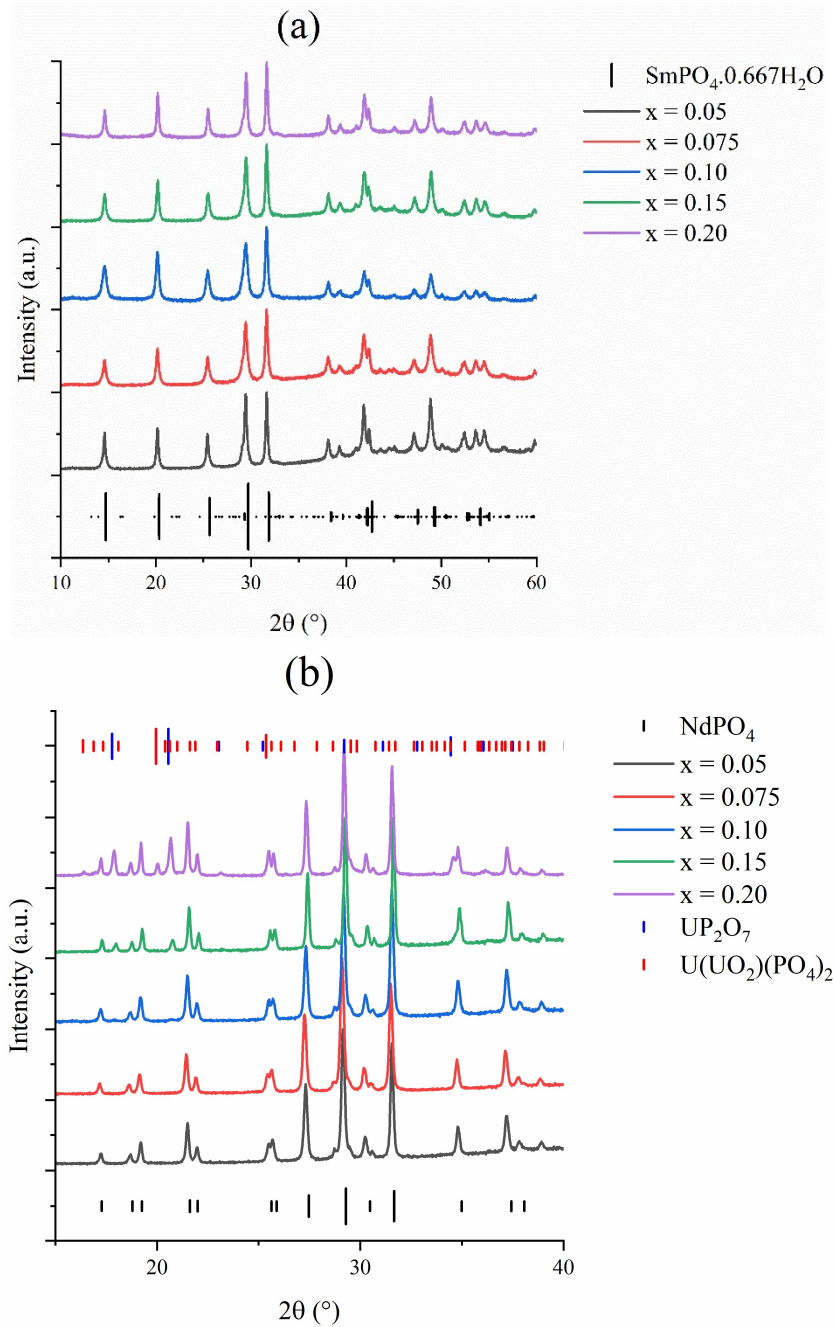 (a)
SmPO₄.0.667H₂O
x = 0.05
x = 0.075
x = 0.10
x = 0.15
x = 0.20
Intensity (a.u.)
10 20 30 40 50 60
2θ (°)
(b)
NdPO₄
x = 0.05
x = 0.075
x = 0.10
x = 0.15
x = 0.20
UP₂O₇
U(UO₂)(PO₄)₂
Intensity (a.u.)
20 30 40
2θ (°)